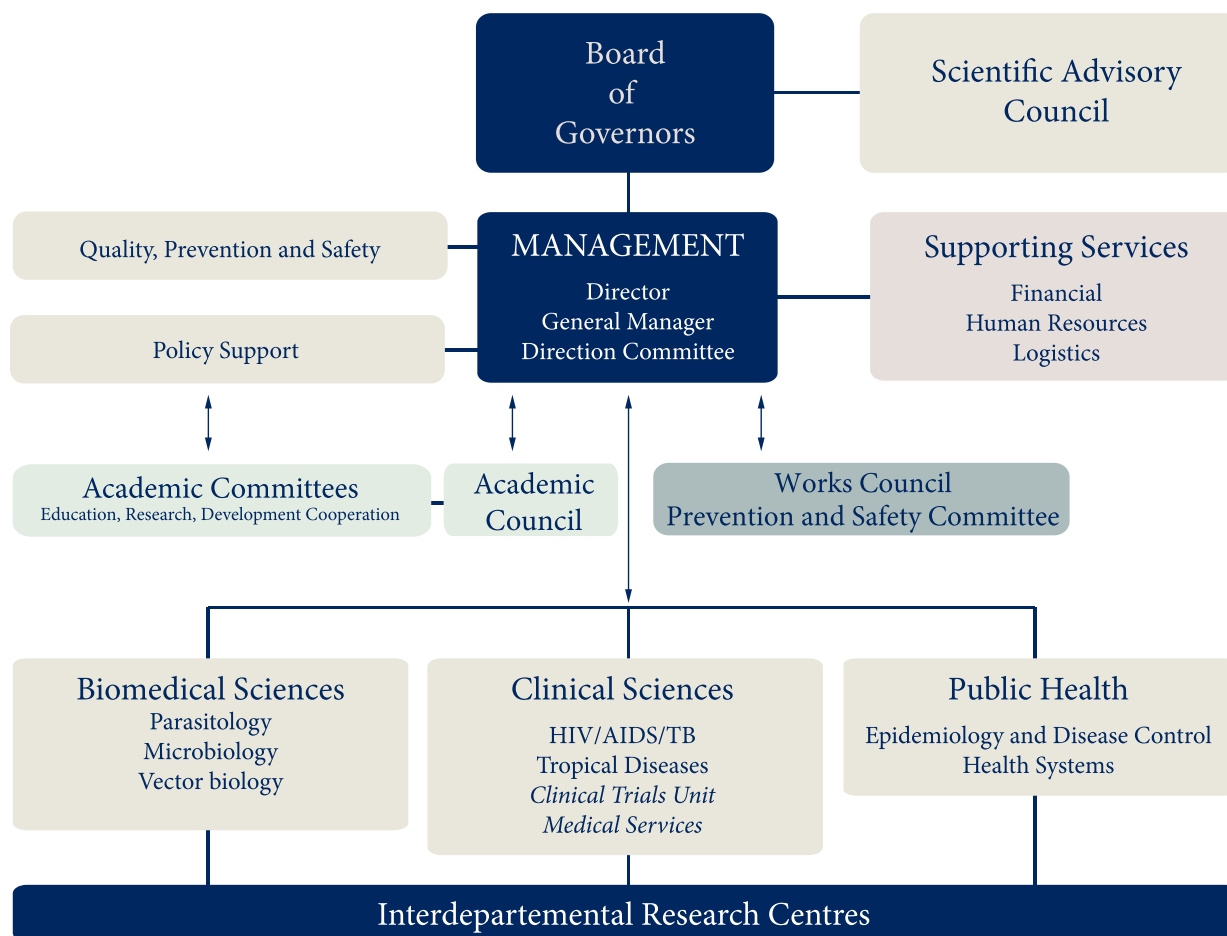 Board
of
Governors
Scientific Advisory
Council
Quality, Prevention and Safety
MANAGEMENT
Director
General Manager
Direction Committee
Supporting Services
Financial
Human Resources
Logistics
Policy Support
Academic Committees
Education, Research, Development Cooperation
Academic
Council
Works Council
Prevention and Safety Committee
Biomedical Sciences
Parasitology
Microbiology
Vector biology
Clinical Sciences
HIV/AIDS/TB
Tropical Diseases
Clinical Trials Unit
Medical Services
Public Health
Epidemiology and Disease Control
Health Systems
Interdepartemental Research Centres